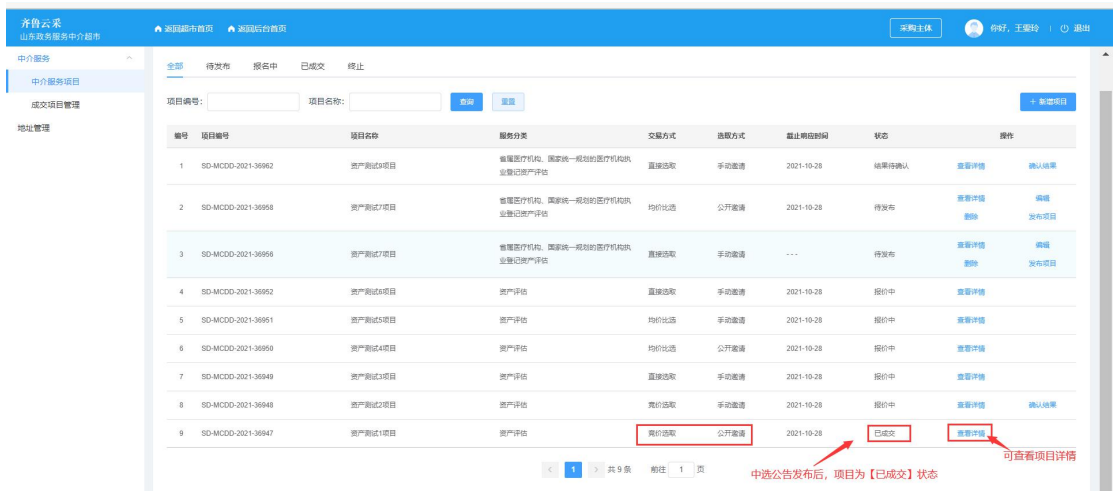 齐鲁云采
山东政务服务中介超市
返回超市首页 返回后台首页
采购主体 你好，王雯玲 退出
中介服务
中介服务项目
成交项目管理
地址管理
全部 待发布 报名中 已成交 终止
项目编号： 项目名称： 查询 重置 + 新增项目
编号 项目编号 项目名称 服务分类 交易方式 选取方式 截止响应时间 状态 操作
1 SD-MCDD-2021-36962 资产测试9项目 省属医疗机构、国家统一规划的医疗机构执业登记资产评估 直接选取 手动邀请 2021-10-28 结果待确认 查看详情 确认结果
2 SD-MCDD-2021-36958 资产测试7项目 省属医疗机构、国家统一规划的医疗机构执业登记资产评估 均价比选 公开邀请 2021-10-28 待发布 查看详情 编辑
删除 发布项目
3 SD-MCDD-2021-36956 资产测试7项目 省属医疗机构、国家统一规划的医疗机构执业登记资产评估 直接选取 手动邀请 --- 待发布 查看详情 编辑
删除 发布项目
4 SD-MCDD-2021-36952 资产测试6项目 资产评估 直接选取 手动邀请 2021-10-28 报价中 查看详情
5 SD-MCDD-2021-36951 资产测试5项目 资产评估 均价比选 手动邀请 2021-10-28 报价中 查看详情
6 SD-MCDD-2021-36950 资产测试4项目 资产评估 均价比选 公开邀请 2021-10-28 报价中 查看详情
7 SD-MCDD-2021-36949 资产测试3项目 资产评估 直接选取 手动邀请 2021-10-28 报价中 查看详情
8 SD-MCDD-2021-36948 资产测试2项目 资产评估 竞价选取 手动邀请 2021-10-28 报价中 查看详情 确认结果
9 SD-MCDD-2021-36947 资产测试1项目 资产评估 竞价选取 公开邀请 2021-10-28 已成交 查看详情
可查看项目详情
< 1 > 共 9 条 前往 1 页
中选公告发布后，项目为【已成交】状态